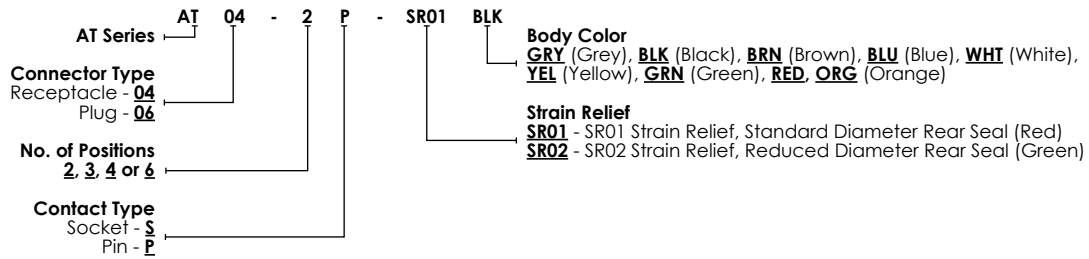 AT 04 - 2 P - SR01 BLK
AT Series
Connector Type
Receptacle - 04
Plug - 06
No. of Positions
2, 3, 4 or 6
Contact Type
Socket - S
Pin - P
Body Color
GRY (Grey), BLK (Black), BRN (Brown), BLU (Blue), WHT (White),
YEL (Yellow), GRN (Green), RED, ORG (Orange)
Strain Relief
SR01 - SR01 Strain Relief, Standard Diameter Rear Seal (Red)
SR02 - SR02 Strain Relief, Reduced Diameter Rear Seal (Green)